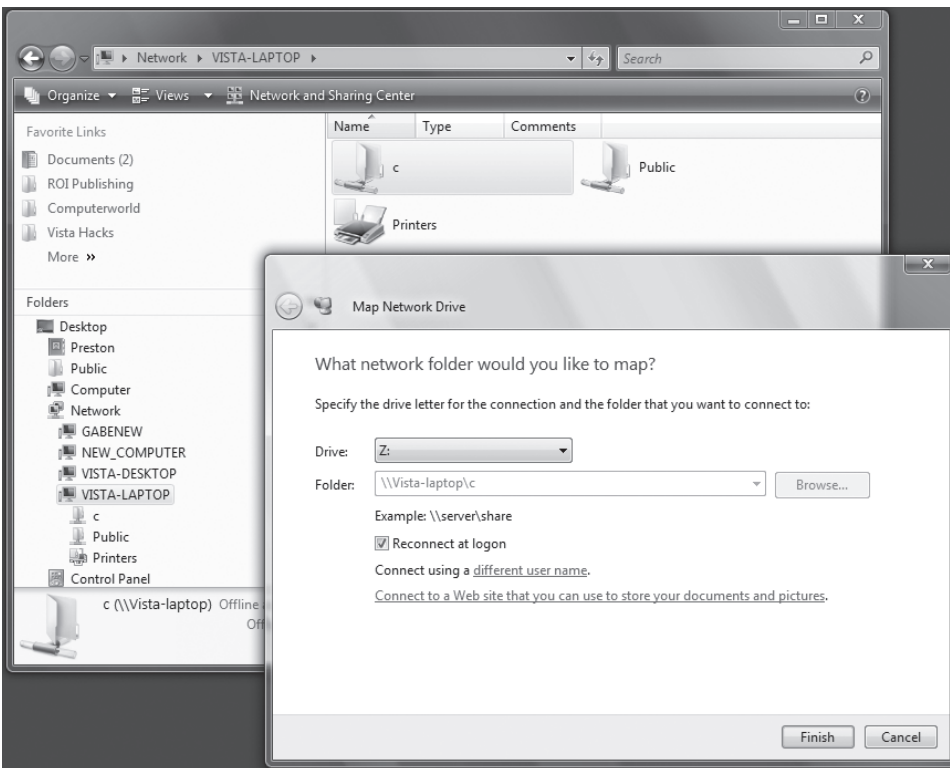 Network ▸ VISTA-LAPTOP ▸
Search
Organize Views Network and Sharing Center
Favorite Links
Documents (2)
ROI Publishing
Computerworld
Vista Hacks
More »
Folders
Desktop
Preston
Public
Computer
Network
GABENEW
NEW_COMPUTER
VISTA-DESKTOP
VISTA-LAPTOP
c
Public
Printers
Control Panel
Name Type Comments
c
Public
Printers
c (\\Vista-laptop) Offline
Map Network Drive
What network folder would you like to map?
Specify the drive letter for the connection and the folder that you want to connect to:
Drive: Z:
Folder: \\Vista-laptop\c
Browse...
Example: \\server\share
Reconnect at logon
Connect using a different user name.
Connect to a Web site that you can use to store your documents and pictures.
Finish
Cancel